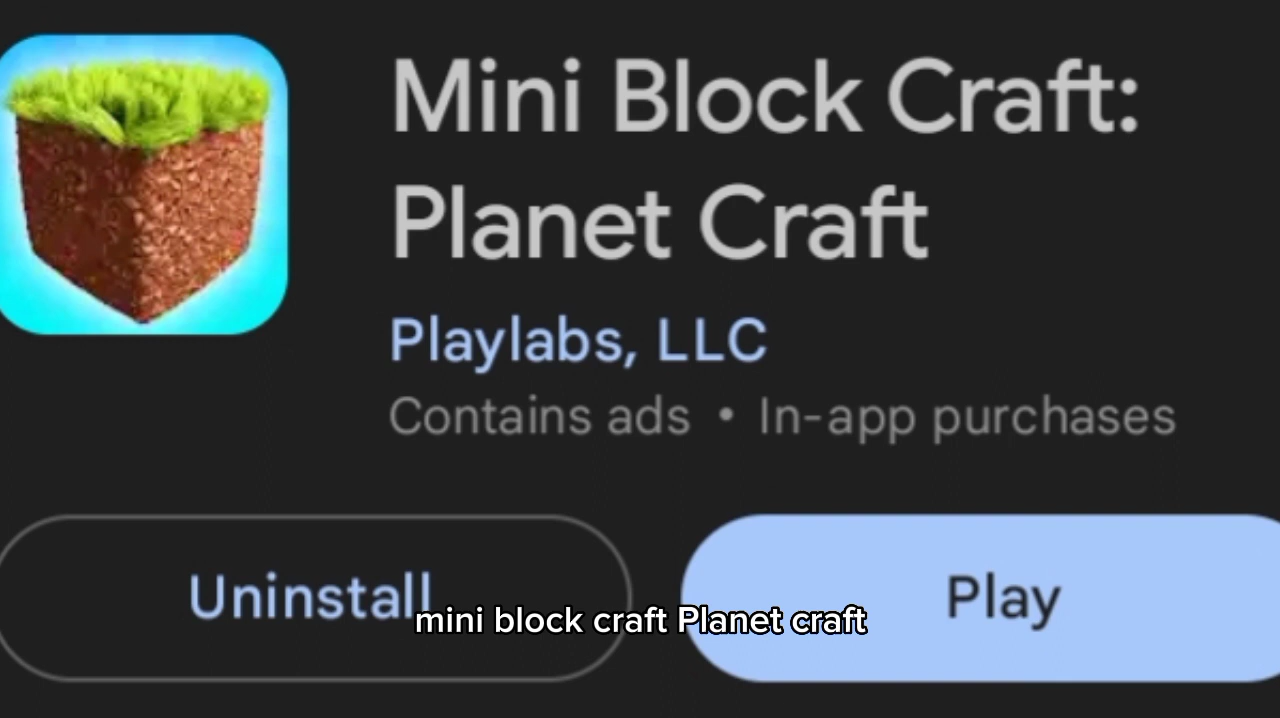 Mini Block Craft:
Planet Craft
Playlabs, LLC
Contains ads • In-app purchases
Uninstall
Play
mini block craft Planet craft